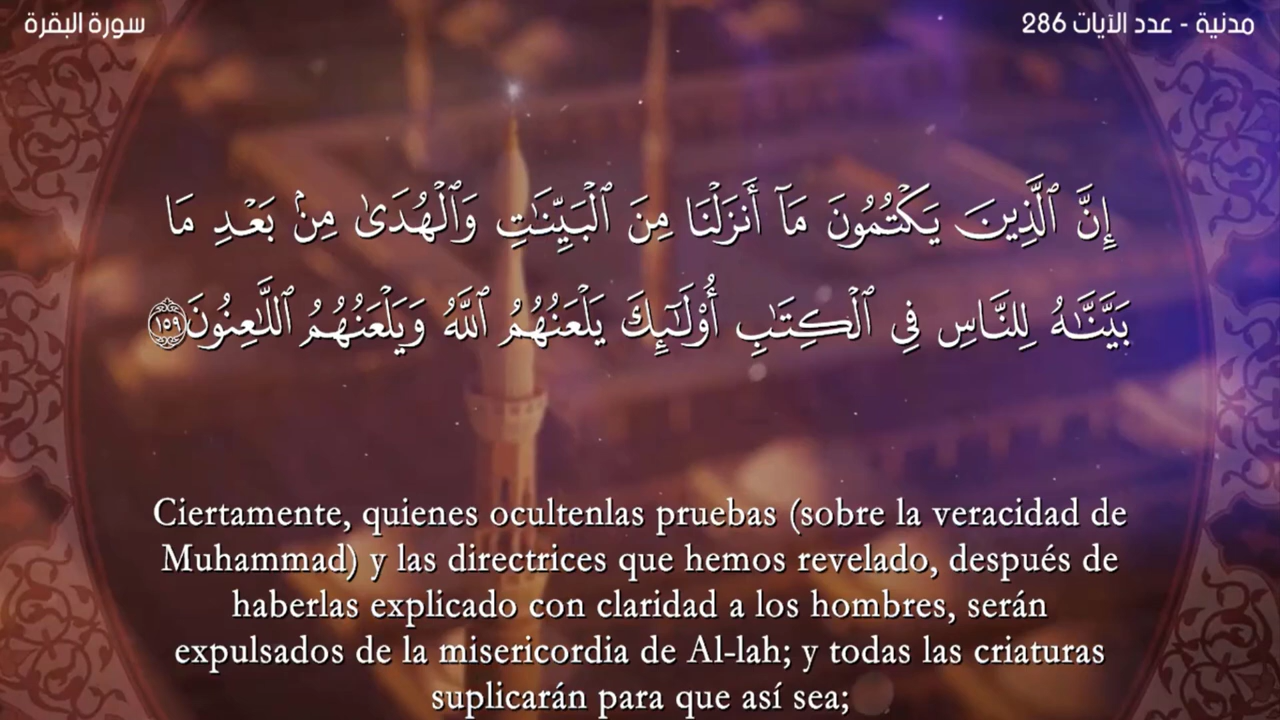 مدنية - عدد الآيات 286
سورة البقرة
إِنَّ ٱلَّذِينَ يَكْتُمُونَ مَآ أَنزَلْنَا مِنَ ٱلْبَيِّنَٰتِ وَٱلْهُدَىٰ مِنۢ بَعْدِ مَا
بَيَّنَّٰهُ لِلنَّاسِ فِى ٱلْكِتَٰبِ أُو۟لَٰٓئِكَ يَلْعَنُهُمُ ٱللَّهُ وَيَلْعَنُهُمُ ٱللَّٰعِنُونَ ١٥٩
Ciertamente, quienes ocultenlas pruebas (sobre la veracidad de
Muhammad) y las directrices que hemos revelado, después de
haberlas explicado con claridad a los hombres, serán
expulsados de la misericordia de Al-lah; y todas las criaturas
suplicarán para que así sea;